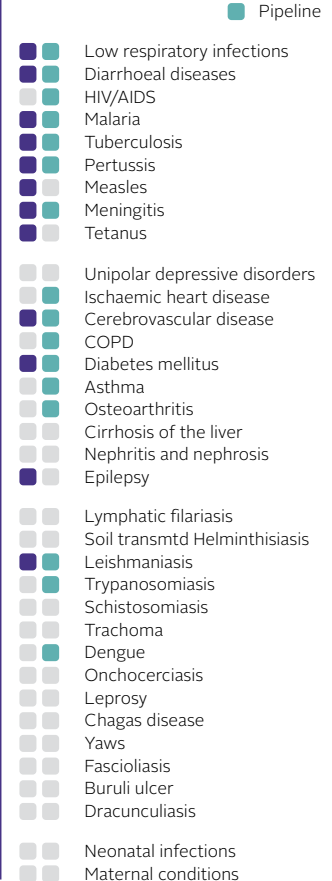 Pipeline
Low respiratory infections
Diarrhoeal diseases
HIV/AIDS
Malaria
Tuberculosis
Pertussis
Measles
Meningitis
Tetanus
Unipolar depressive disorders
Ischaemic heart disease
Cerebrovascular disease
COPD
Diabetes mellitus
Asthma
Osteoarthritis
Cirrhosis of the liver
Nephritis and nephrosis
Epilepsy
Lymphatic filariasis
Soil transmtd Helminthisiasis
Leishmaniasis
Trypanosomiasis
Schistosomiasis
Trachoma
Dengue
Onchocerciasis
Leprosy
Chagas disease
Yaws
Fascioliasis
Buruli ulcer
Dracunculiasis
Neonatal infections
Maternal conditions